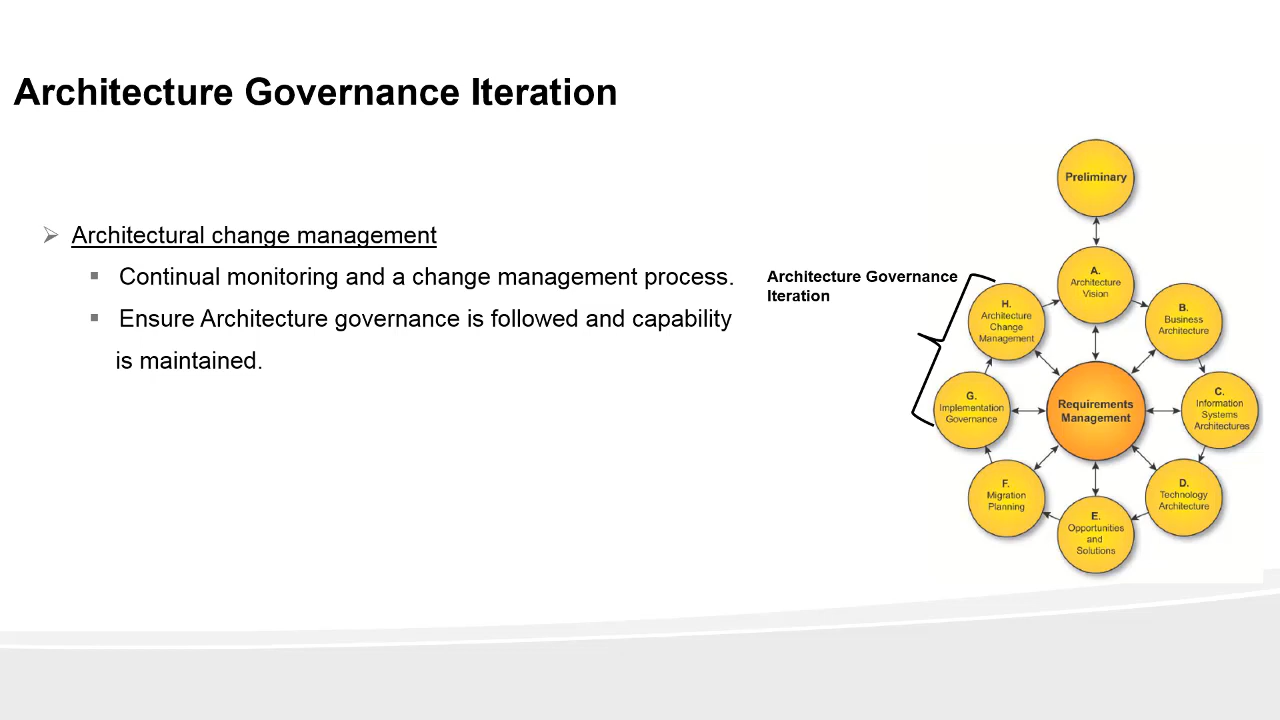 Architecture Governance Iteration
Architectural change management
Continual monitoring and a change management process.
Ensure Architecture governance is followed and capability
is maintained.
Architecture Governance
Iteration
Preliminary
A.
Architecture
Vision
B.
Business
Architecture
C.
Information
Systems
Architectures
D.
Technology
Architecture
E.
Opportunities
and
Solutions
F.
Migration
Planning
G.
Implementation
Governance
H.
Architecture
Change
Management
Requirements
Management